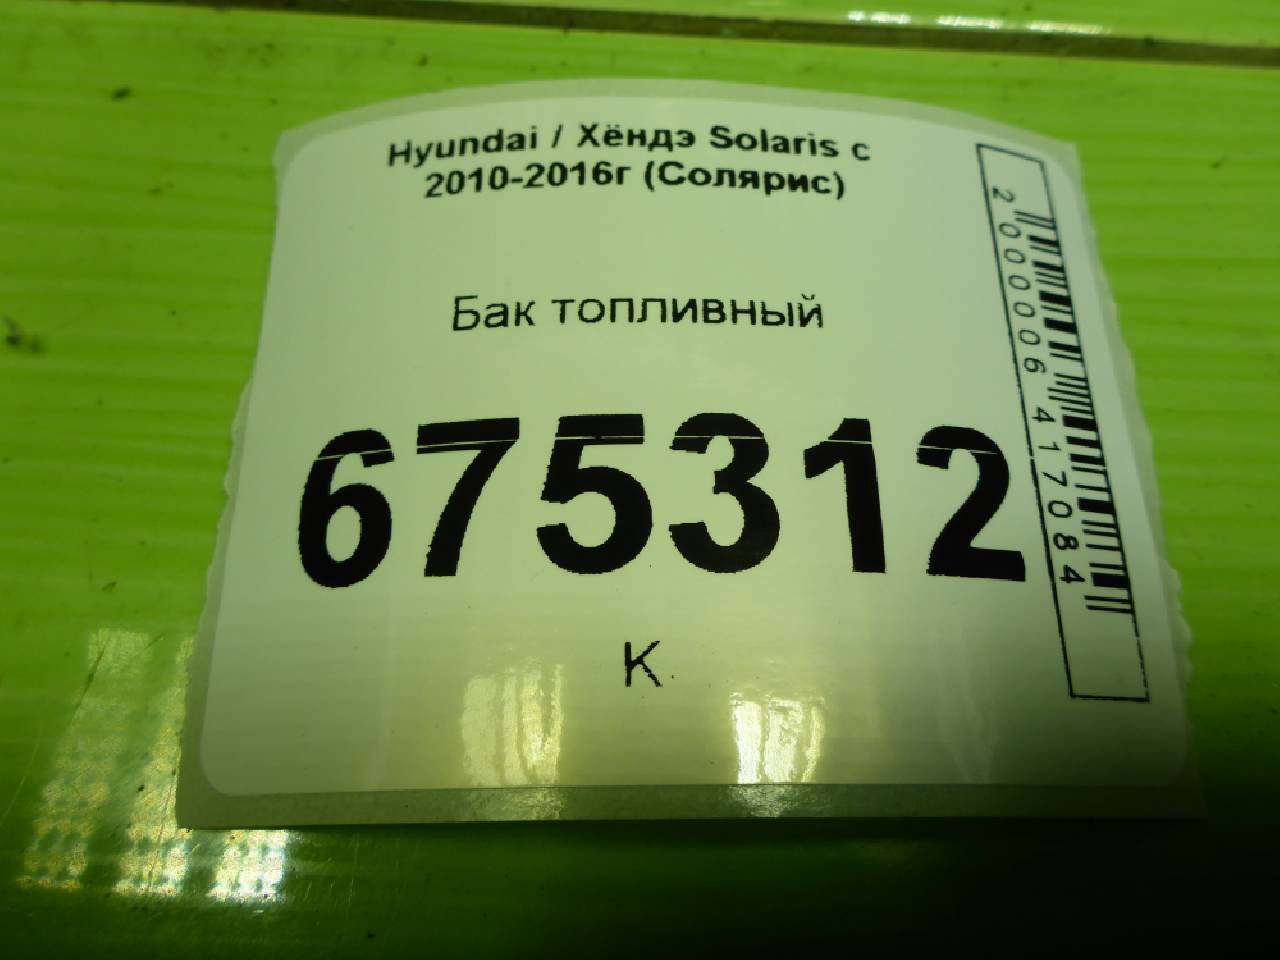 Hyundai / Хёндэ Solaris с
2010-2016г (Солярис)
Бак топливный
675312
К
2000006417084